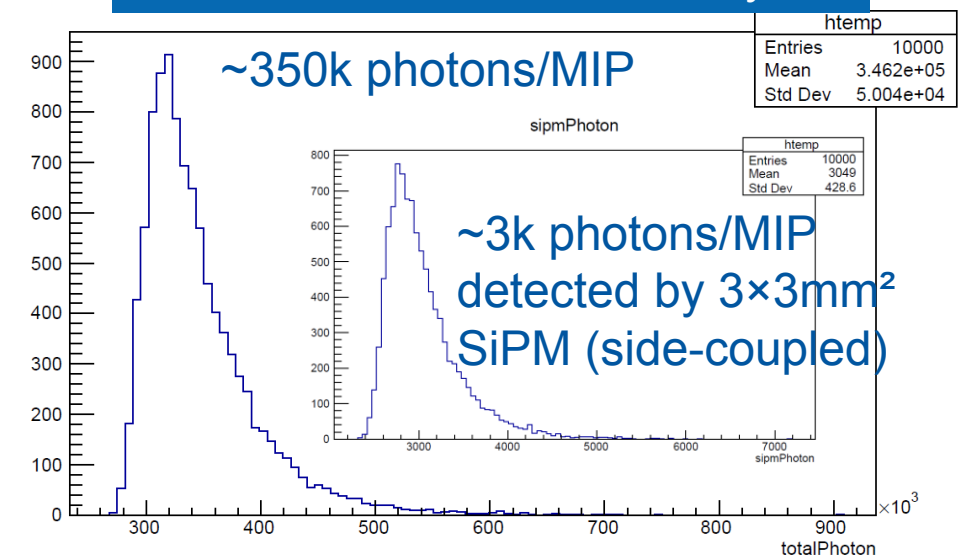 htemp
Entries 10000
Mean 3.462e+05
Std Dev 5.004e+04
~350k photons/MIP
sipmPhoton
htemp
Entries 10000
Mean 3049
Std Dev 428.6
~3k photons/MIP
detected by 3×3mm²
SiPM (side-coupled)
800
700
600
500
400
300
200
100
0
3000 4000 5000 6000 7000
sipmPhoton
900
800
700
600
500
400
300
200
100
0
300 400 500 600 700 800 900
×10³
totalPhoton